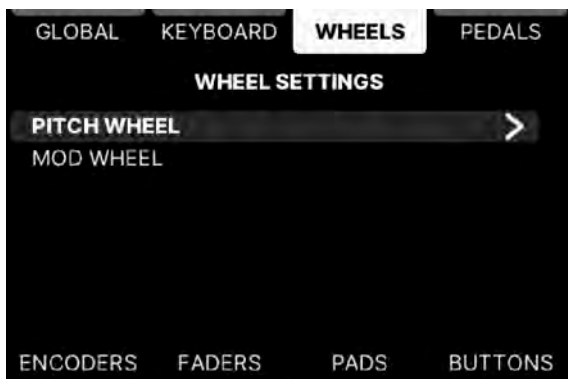 GLOBAL KEYBOARD WHEELS PEDALS
WHEEL SETTINGS
PITCH WHEEL >
MOD WHEEL
ENCODERS FADERS PADS BUTTONS